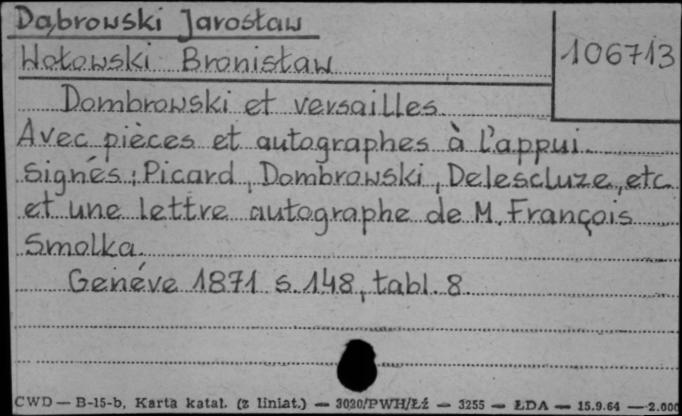 Dąbrowski Jarosław
Wołowski Bronisław
106713
Dombrowski et versailles.
Avec pièces et autographes à l'appui.
Signés: Picard, Dombrowski, Delescluze, etc.
et une lettre autographe de M. François
Smolka.
Genéve 1871 s. 148, tabl. 8
CWD — B-15-b, Karta katal. (z liniat.) — 3020/PWH/Łż — 3255 — ŁDA — 15.9.64 — 2.000